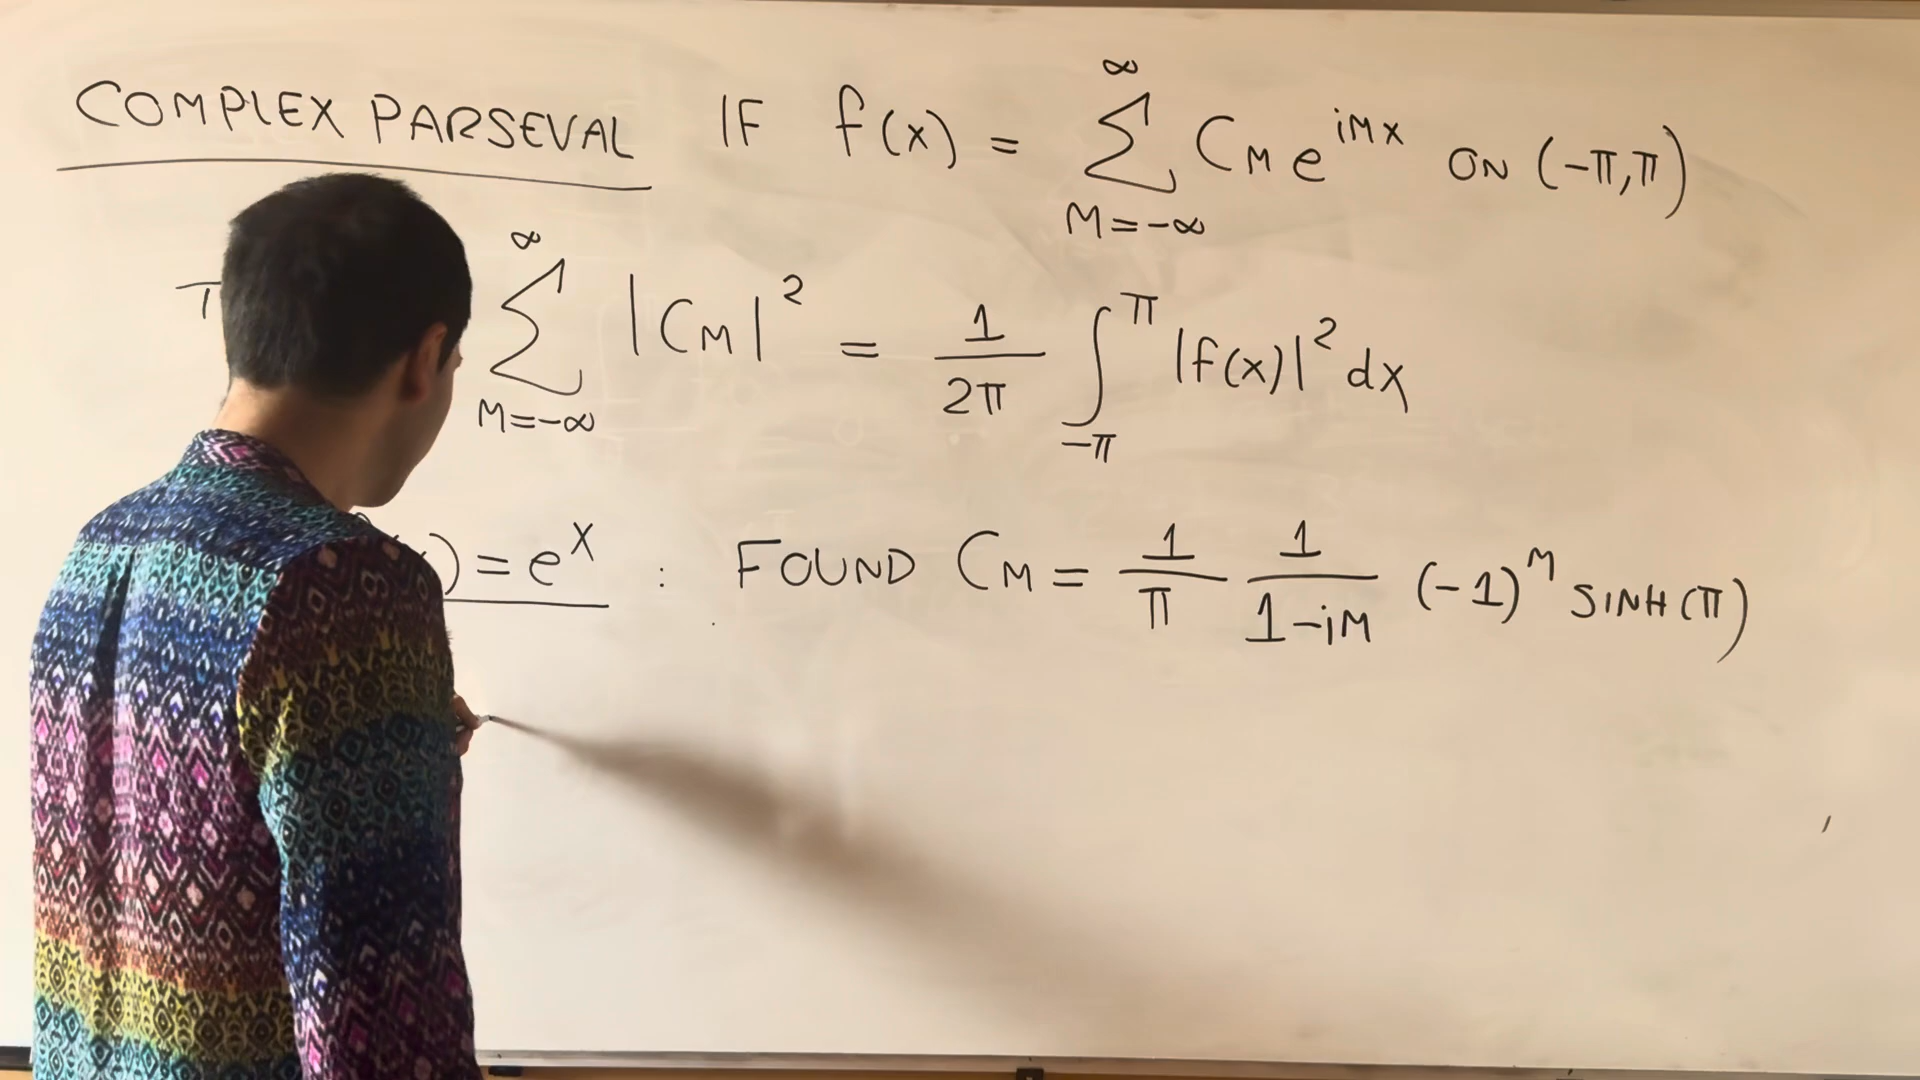 COMPLEX PARSEVAL IF f(x) = ∞ ∑ M=-∞ C_M e^{iMx} ON (-π,π)
T ∞ ∑ M=-∞ |C_M|² = 1/2π ∫_{-π}^{π} |f(x)|² dx
) = e^x : FOUND C_M = 1/π 1/(1-iM) (-1)^M SINH(π)